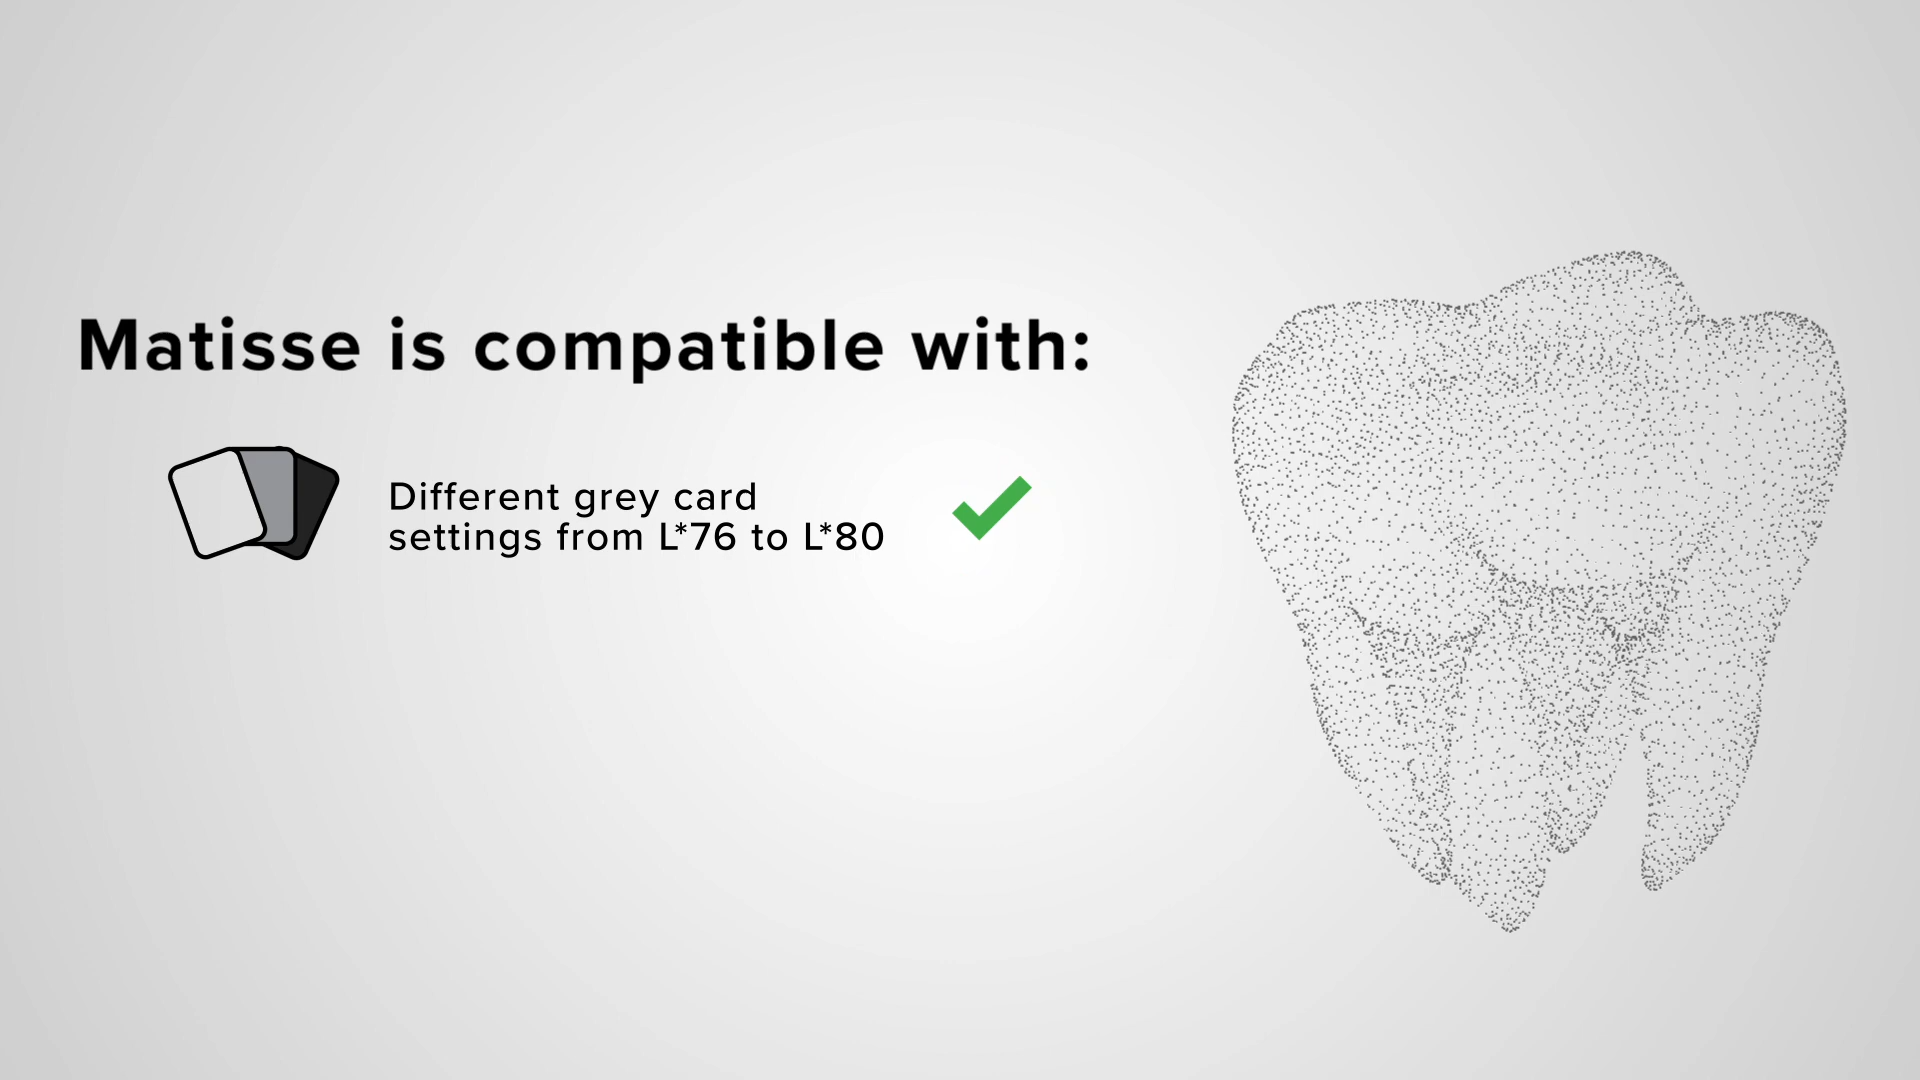 Matisse is compatible with:
Different grey card
settings from L*76 to L*80